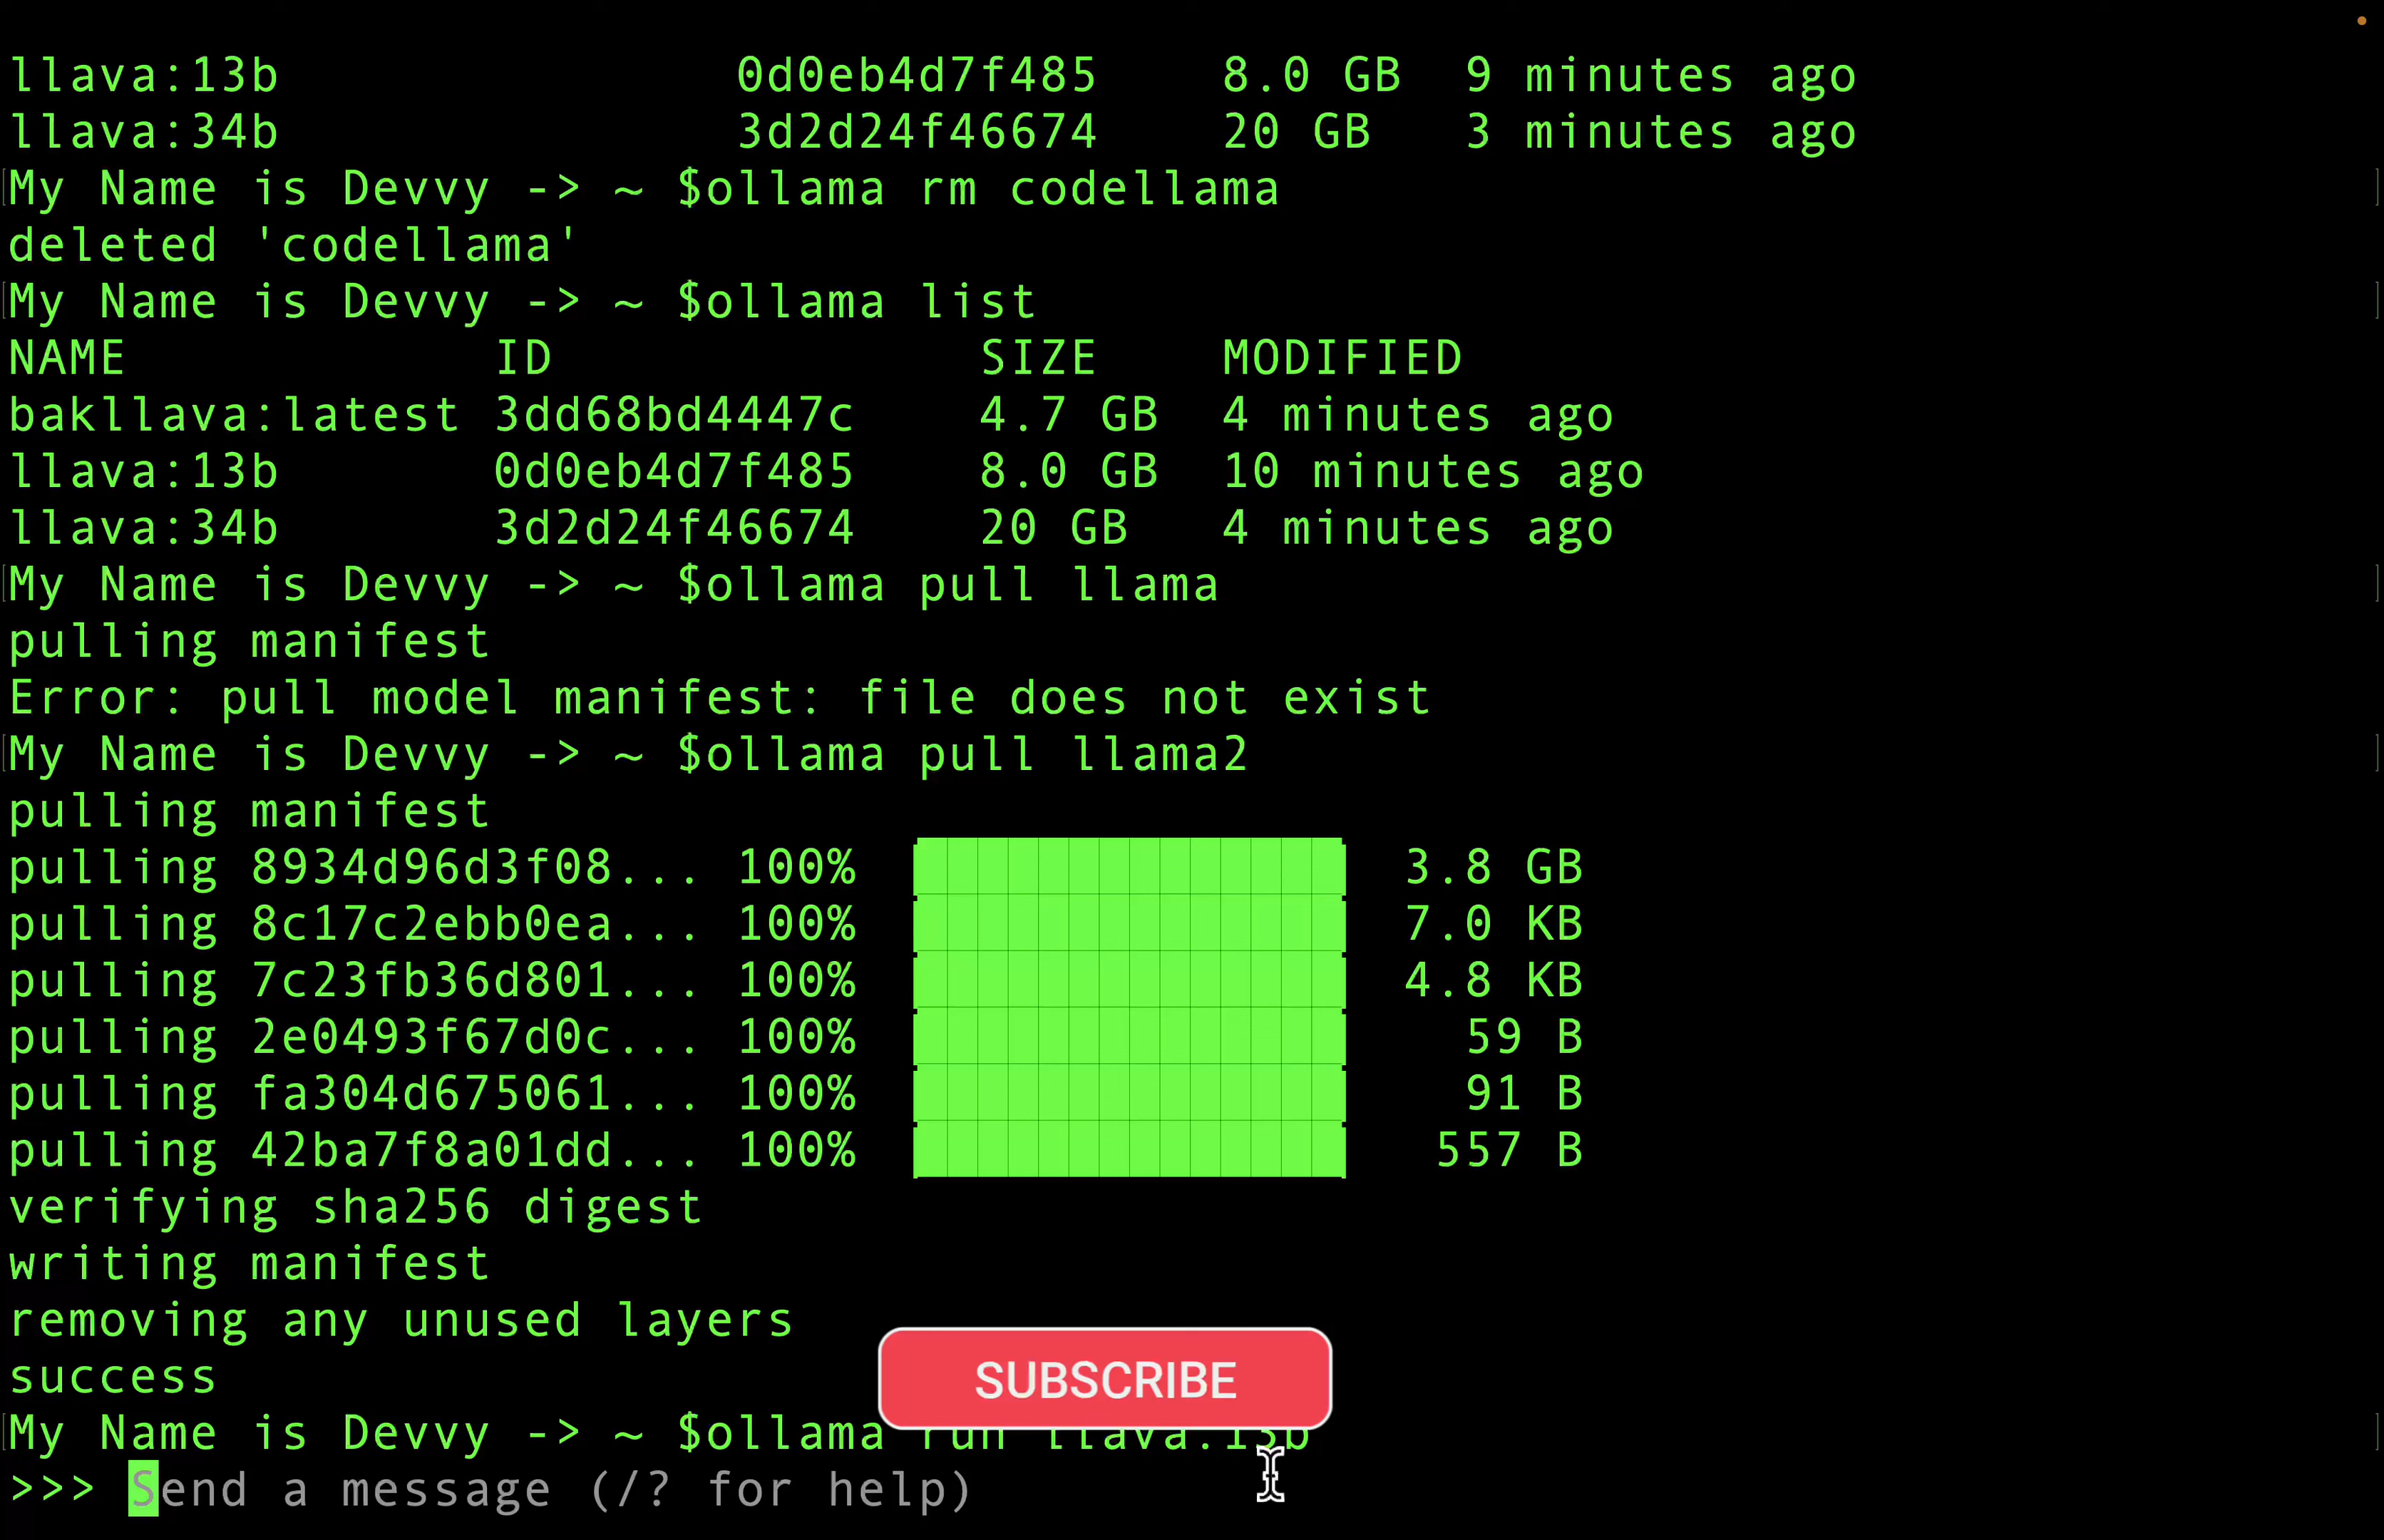 llava:13b 0d0eb4d7f485 8.0 GB 9 minutes ago
llava:34b 3d2d24f46674 20 GB 3 minutes ago
My Name is Devvy -> ~ $ollama rm codellama
deleted 'codellama'
My Name is Devvy -> ~ $ollama list
NAME ID SIZE MODIFIED
bakllava:latest 3dd68bd4447c 4.7 GB 4 minutes ago
llava:13b 0d0eb4d7f485 8.0 GB 10 minutes ago
llava:34b 3d2d24f46674 20 GB 4 minutes ago
My Name is Devvy -> ~ $ollama pull llama
pulling manifest
Error: pull model manifest: file does not exist
My Name is Devvy -> ~ $ollama pull llama2
pulling manifest
pulling 8934d96d3f08... 100% 3.8 GB
pulling 8c17c2ebb0ea... 100% 7.0 KB
pulling 7c23fb36d801... 100% 4.8 KB
pulling 2e0493f67d0c... 100% 59 B
pulling fa304d675061... 100% 91 B
pulling 42ba7f8a01dd... 100% 557 B
verifying sha256 digest
writing manifest
removing any unused layers
success
SUBSCRIBE
My Name is Devvy -> ~ $ollama run llava:13b
>>> Send a message (/? for help)